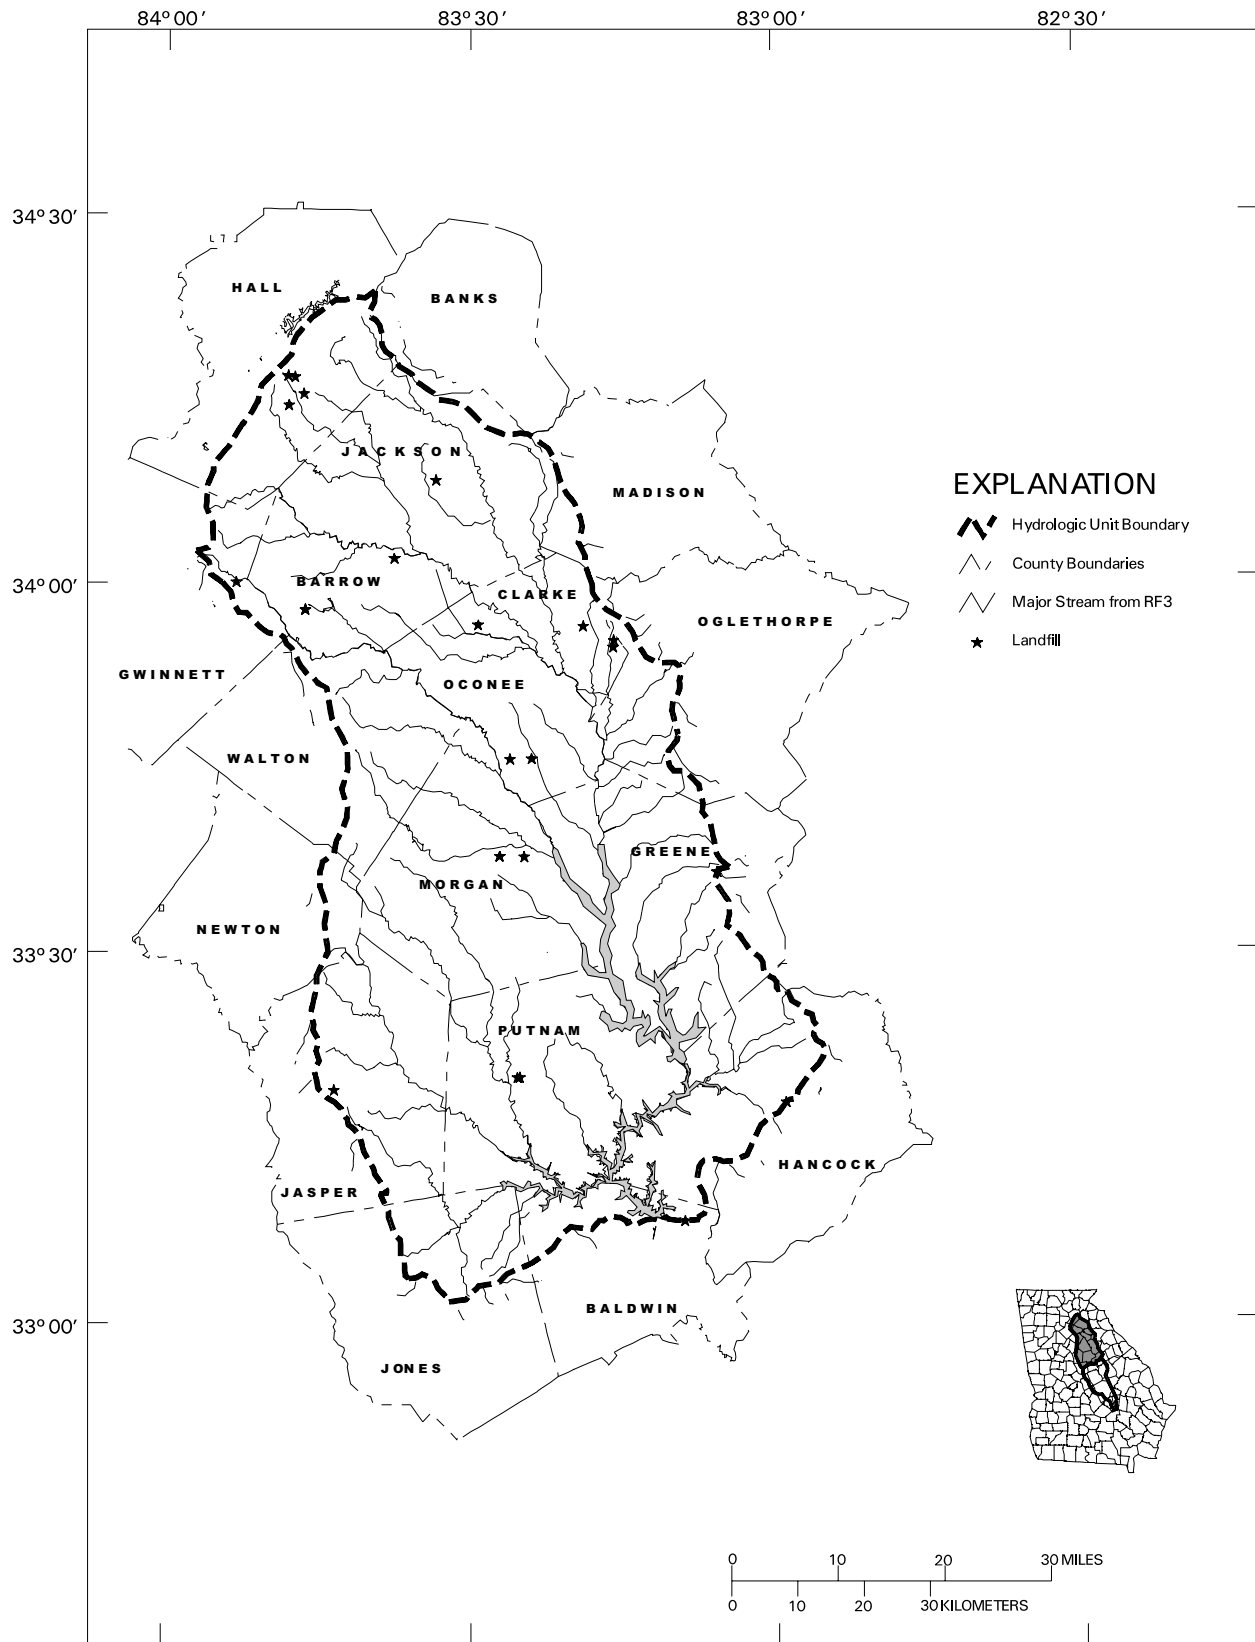 84°00′ 83°30′ 83°00′ 82°30′
34°30′
HALL
BANKS
JACKSON
MADISON
EXPLANATION
Hydrologic Unit Boundary
County Boundaries
Major Stream from RF3
Landfill
34°00′
BARROW
CLARKE
OGLETHORPE
GWINNETT
OCONEE
WALTON
GREENE
MORGAN
NEWTON
33°30′
PUTNAM
HANCOCK
JASPER
BALDWIN
33°00′
JONES
0 10 20 30 MILES
0 10 20 30 KILOMETERS